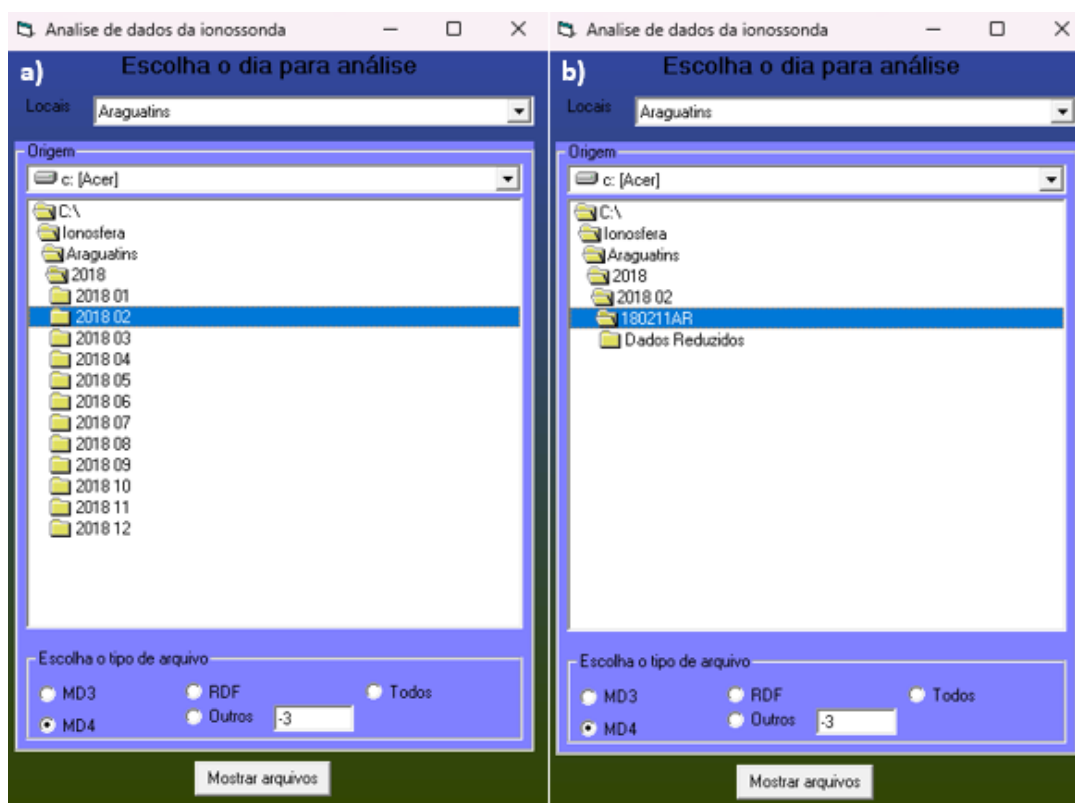 Analise de dados da ionossonda
a)
Escolha o dia para análise
Locais
Araguatins
Origem
c: [Acer]
C:\
Ionosfera
Araguatins
2018
2018 01
2018 02
2018 03
2018 04
2018 05
2018 06
2018 07
2018 08
2018 09
2018 10
2018 11
2018 12
Escolha o tipo de arquivo
MD3 RDF Todos
MD4 Outros -3
Mostrar arquivos
Analise de dados da ionossonda
b)
Escolha o dia para análise
Locais
Araguatins
Origem
c: [Acer]
C:\
Ionosfera
Araguatins
2018
2018 02
180211AR
Dados Reduzidos
Escolha o tipo de arquivo
MD3 RDF Todos
MD4 Outros -3
Mostrar arquivos